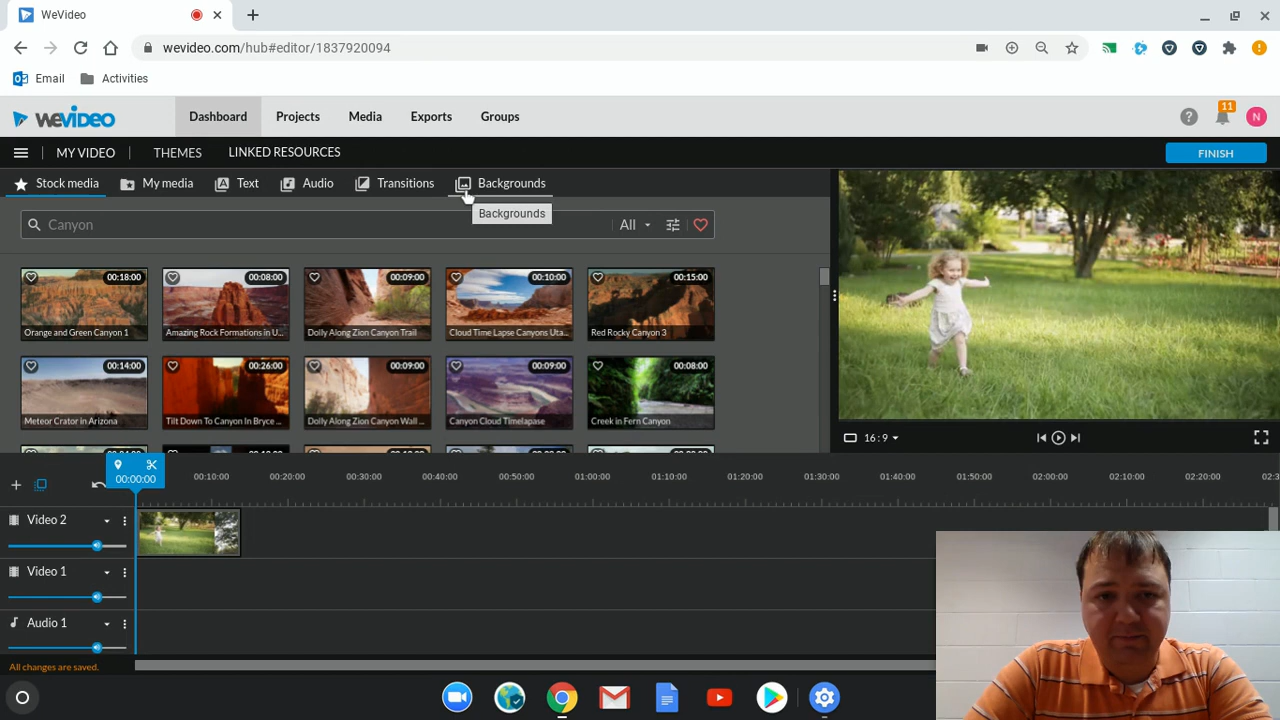 WeVideo
wevideo.com/hub#editor/1837920094
Email
Activities
wevideo
Dashboard
Projects
Media
Exports
Groups
11
N
MY VIDEO
THEMES
LINKED RESOURCES
FINISH
Stock media
My media
Text
Audio
Transitions
Backgrounds
Backgrounds
Canyon
All
00:18:00
00:08:00
00:09:00
00:10:00
00:15:00
Orange and Green Canyon 1
Amazing Rock Formations in U...
Dolly Along Zion Canyon Trail
Cloud Time Lapse Canyons Uta...
Red Rocky Canyon 3
00:14:00
00:26:00
00:09:00
00:09:00
00:08:00
Meteor Crator in Arizona
Tilt Down To Canyon In Bryce ...
Dolly Along Zion Canyon Wall ...
Canyon Cloud Timelapse
Creek in Fern Canyon
16:9
00:00:00
00:10:00
00:20:00
00:30:00
00:40:00
00:50:00
01:00:00
01:10:00
01:20:00
01:30:00
01:40:00
01:50:00
02:00:00
02:10:00
02:20:00
02:3
Video 2
Video 1
Audio 1
All changes are saved.